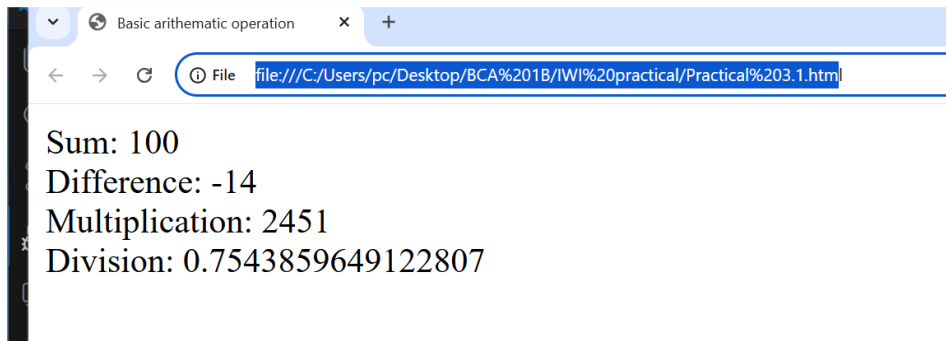 Basic arithematic operation
File file:///C:/Users/pc/Desktop/BCA%201B/IWI%20practical/Practical%203.1.html
Sum: 100
Difference: -14
Multiplication: 2451
Division: 0.7543859649122807